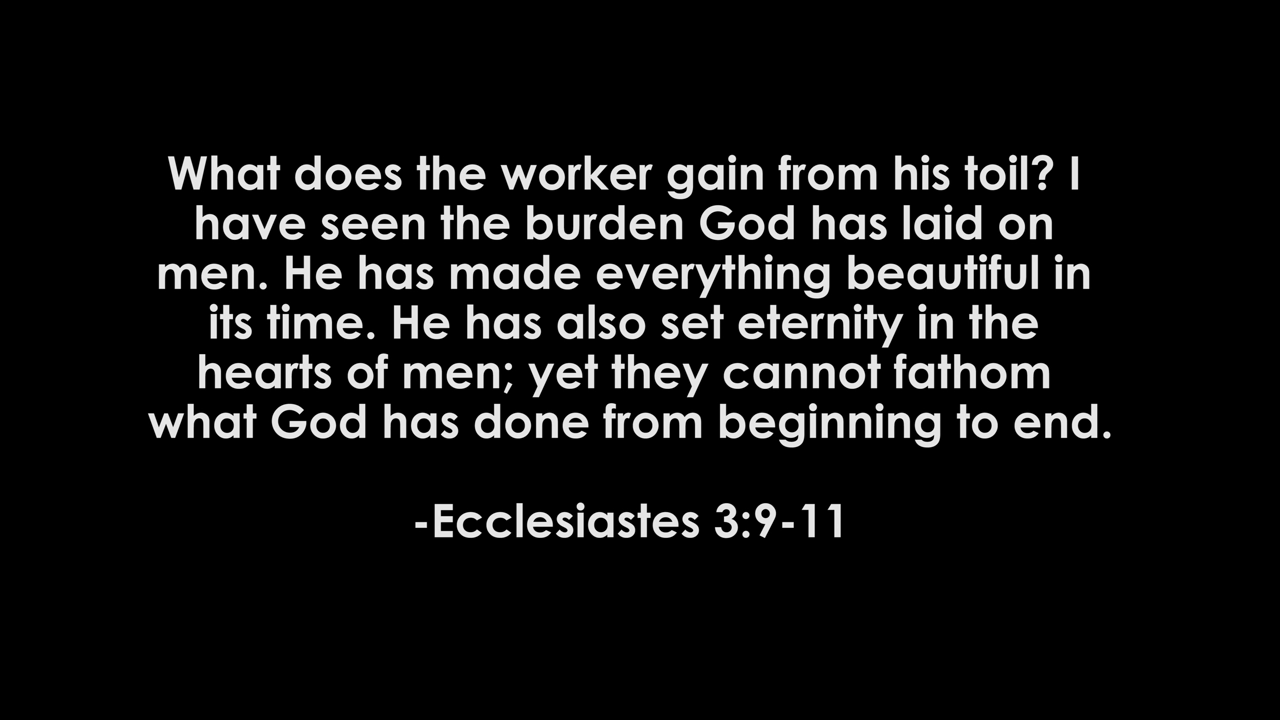 What does the worker gain from his toil? I
have seen the burden God has laid on
men. He has made everything beautiful in
its time. He has also set eternity in the
hearts of men; yet they cannot fathom
what God has done from beginning to end.
-Ecclesiastes 3:9-11